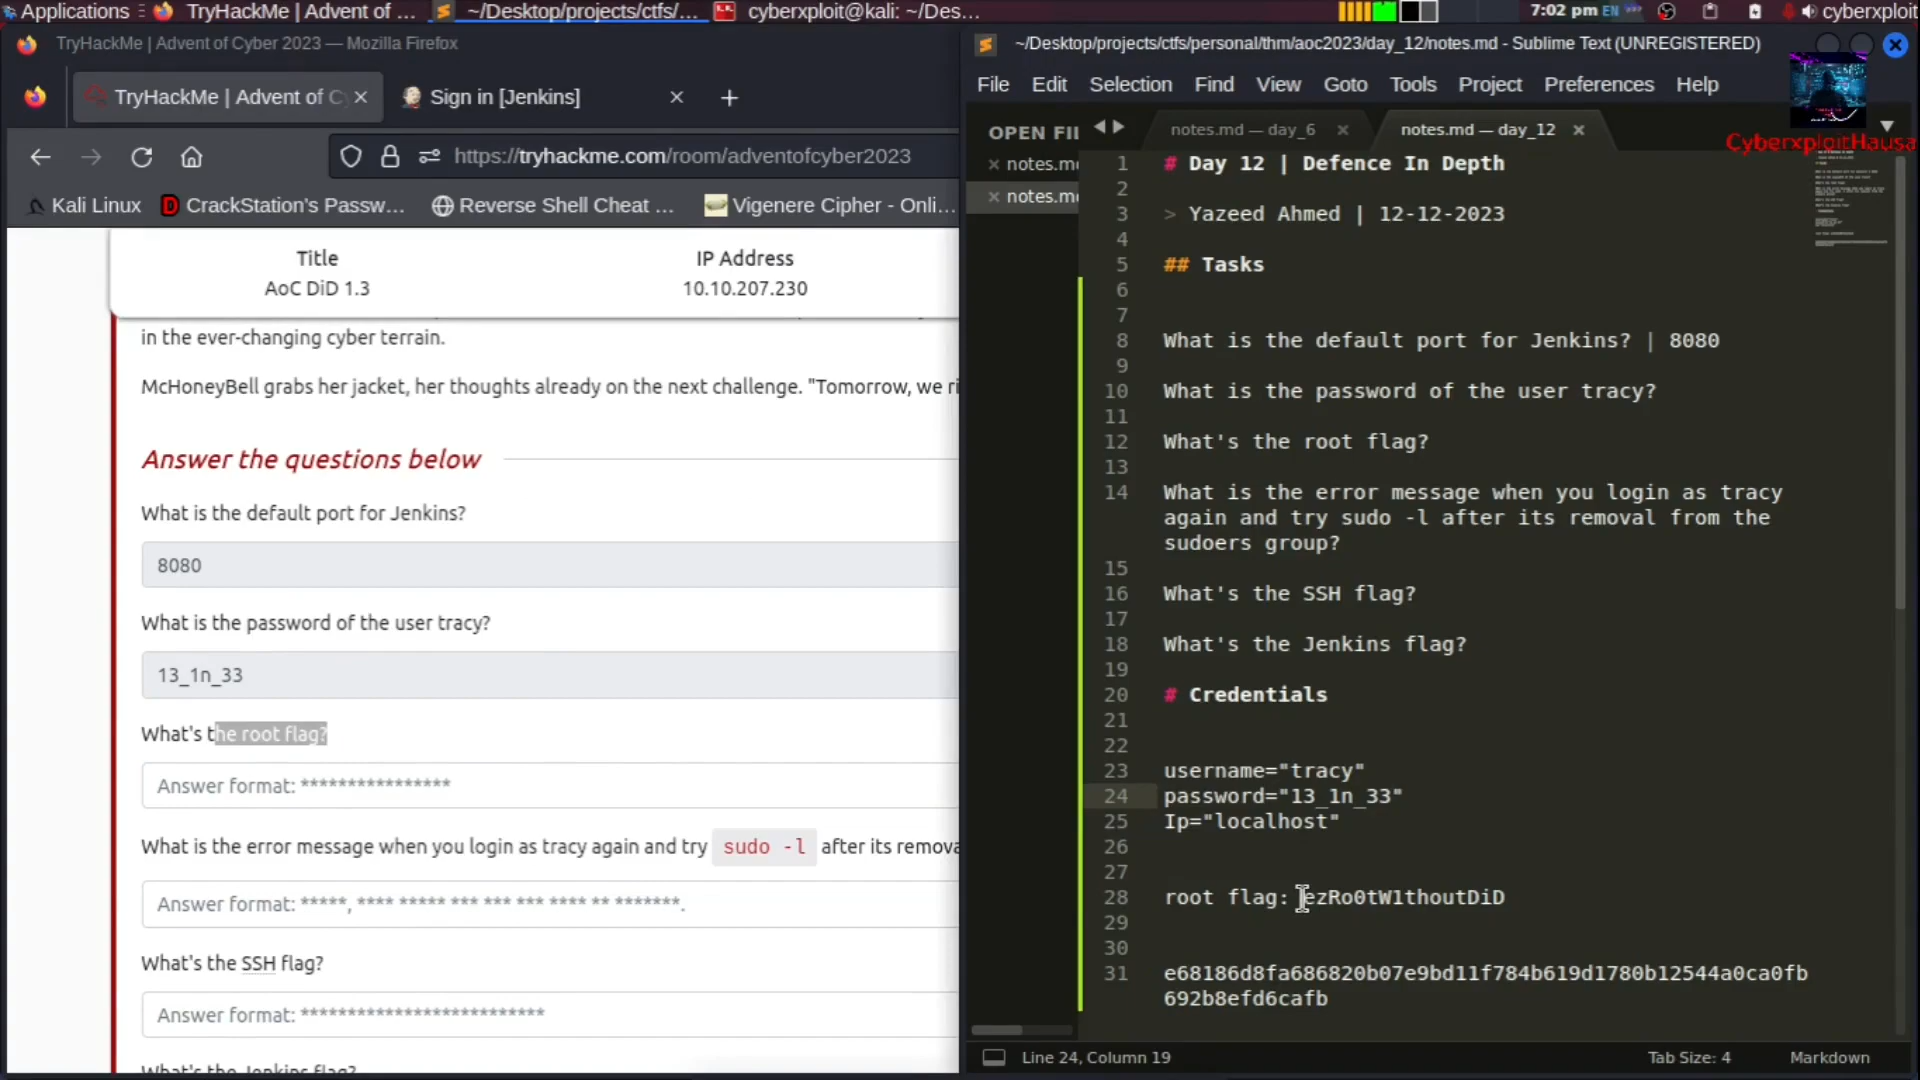 Applications
TryHackMe | Advent of ...
~/Desktop/projects/ctfs/...
cyberxploit@kali: ~/Des...
7:02 pm EN
cyberxploit
TryHackMe | Advent of Cyber 2023 — Mozilla Firefox
TryHackMe | Advent of C
Sign in [Jenkins]
https://tryhackme.com/room/adventofcyber2023
Kali Linux
CrackStation's Passw...
Reverse Shell Cheat ...
Vigenere Cipher - Onli...
Title
IP Address
AoC DiD 1.3
10.10.207.230
in the ever-changing cyber terrain.
McHoneyBell grabs her jacket, her thoughts already on the next challenge. "Tomorrow, we ri
Answer the questions below
What is the default port for Jenkins?
8080
What is the password of the user tracy?
13_1n_33
What's the root flag?
Answer format: ****************
What is the error message when you login as tracy again and try sudo -l after its remova
Answer format: *****, **** ***** *** *** *** **** ** *******.
What's the SSH flag?
Answer format: **************************
What's the Jenkins flag?
~/Desktop/projects/ctfs/personal/thm/aoc2023/day_12/notes.md - Sublime Text (UNREGISTERED)
File Edit Selection Find View Goto Tools Project Preferences Help
CyberxploitHausa
OPEN FIL
notes.md — day_6
notes.md — day_12
notes.m
notes.m
1 # Day 12 | Defence In Depth
2
3 > Yazeed Ahmed | 12-12-2023
4
5 ## Tasks
6
7
8 What is the default port for Jenkins? | 8080
9
10 What is the password of the user tracy?
11
12 What's the root flag?
13
14 What is the error message when you login as tracy
again and try sudo -l after its removal from the
sudoers group?
15
16 What's the SSH flag?
17
18 What's the Jenkins flag?
19
20 # Credentials
21
22
23 username="tracy"
24 password="13_1n_33"
25 Ip="localhost"
26
27
28 root flag: ezRo0tW1thoutDiD
29
30
31 e68186d8fa686820b07e9bd11f784b619d1780b12544a0ca0fb
692b8efd6cafb
Line 24, Column 19
Tab Size: 4
Markdown